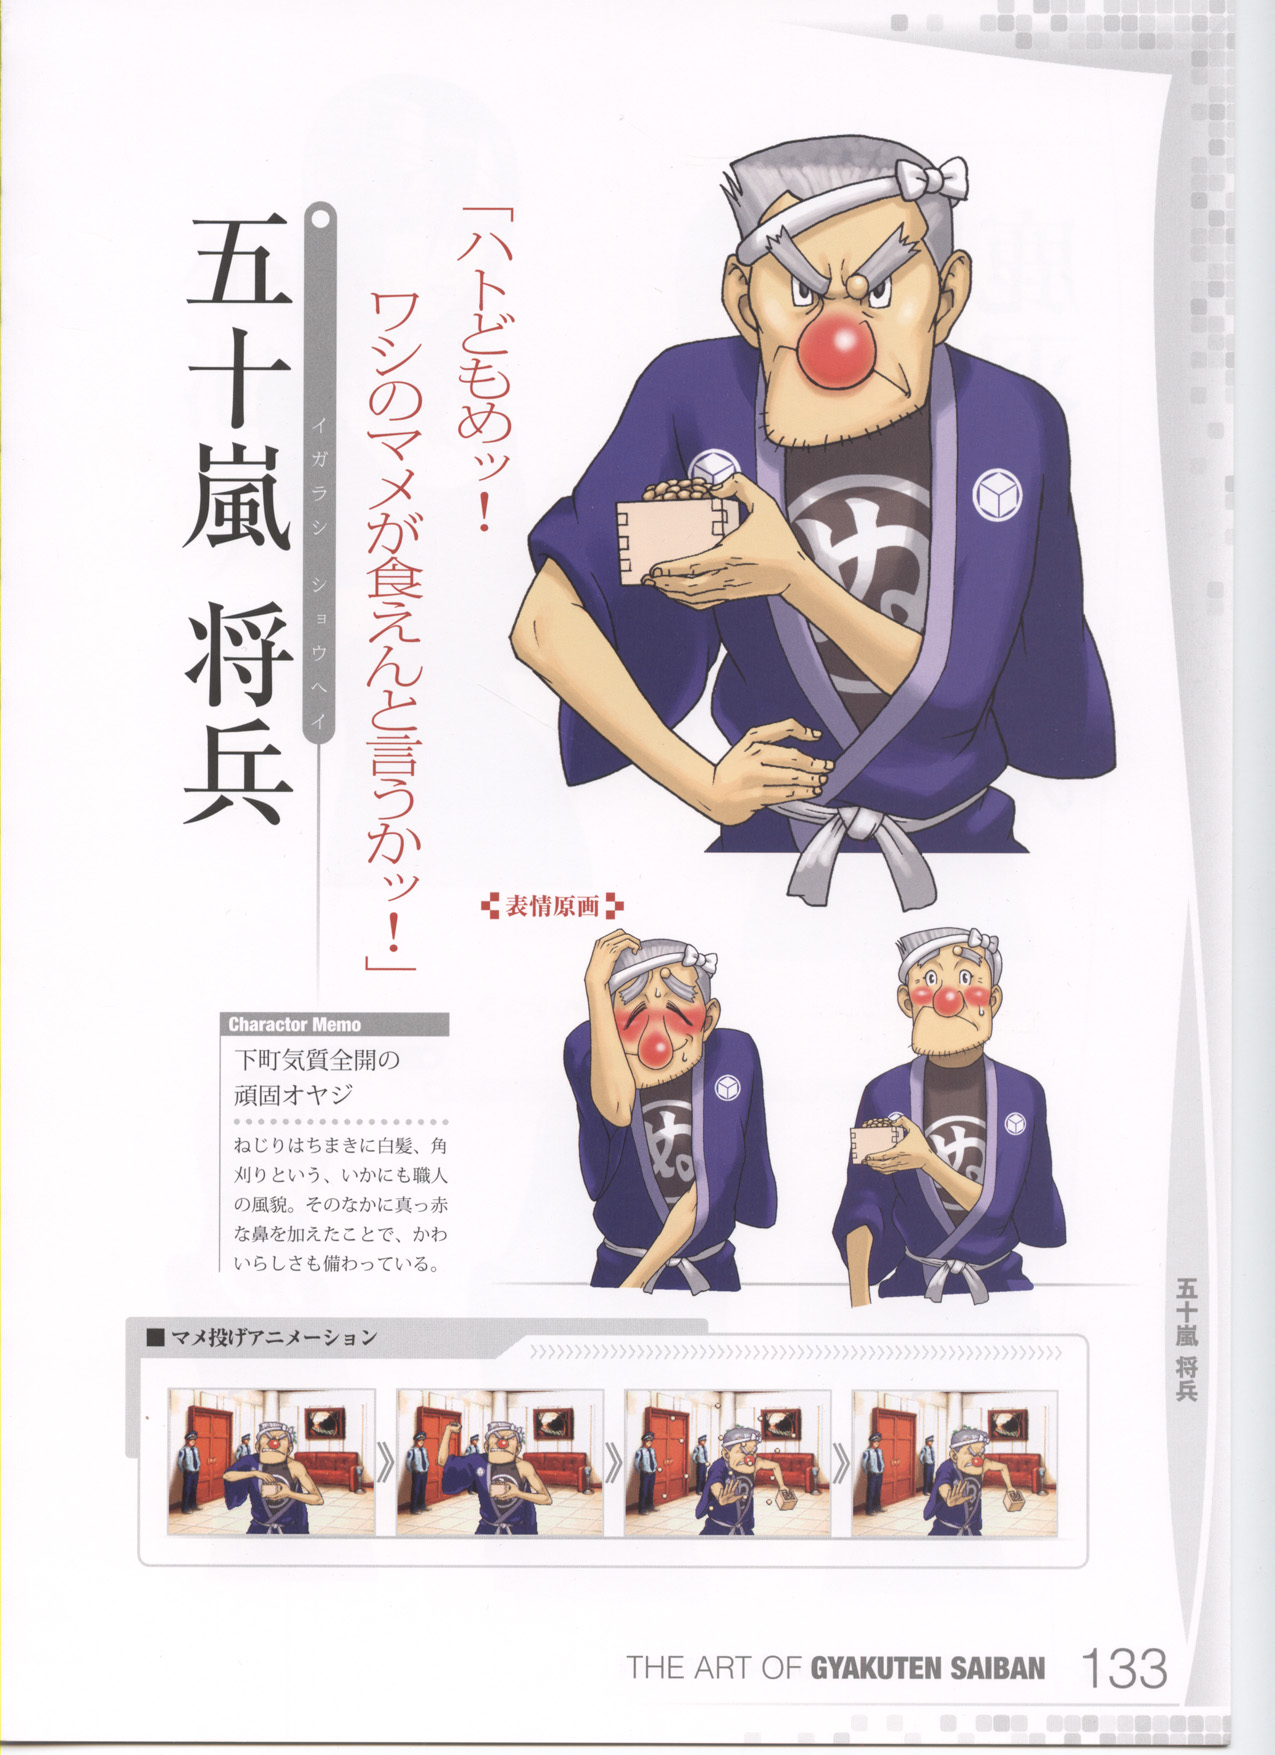 「ハトどもめッ！
ワシのマメが食えんと言うかッ！」
イガラシ ショウヘイ
五十嵐 将兵
ぬ
表情原画
Charactor Memo
下町気質全開の
頑固オヤジ
ねじりはちまきに白髪、角
刈りという、いかにも職人
の風貌。そのなかに真っ赤
な鼻を加えたことで、かわ
いらしさも備わっている。
ぬ
ぬ
■ マメ投げアニメーション
五十嵐 将兵
THE ART OF GYAKUTEN SAIBAN 133